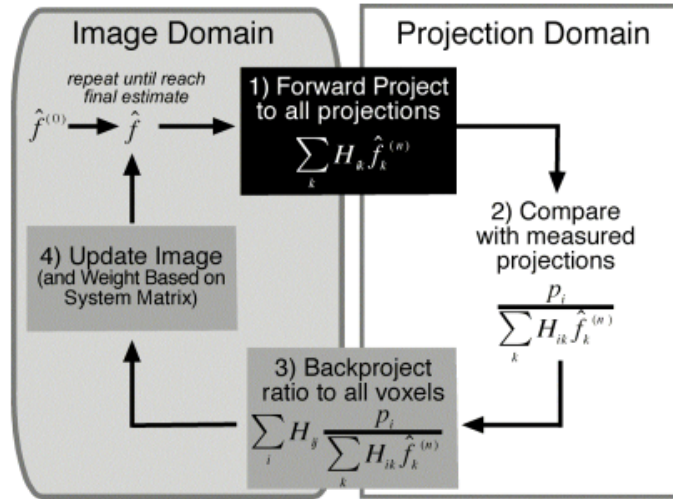 Image Domain
Projection Domain
repeat until reach
final estimate
f̂⁽⁰⁾ → f̂
1) Forward Project
to all projections
∑_k H_ik f̂_k^(n)
2) Compare
with measured
projections
p_i / ∑_k H_ik f̂_k^(n)
3) Backproject
ratio to all voxels
∑_i H_ij p_i / ∑_k H_ik f̂_k^(n)
4) Update Image
(and Weight Based on
System Matrix)